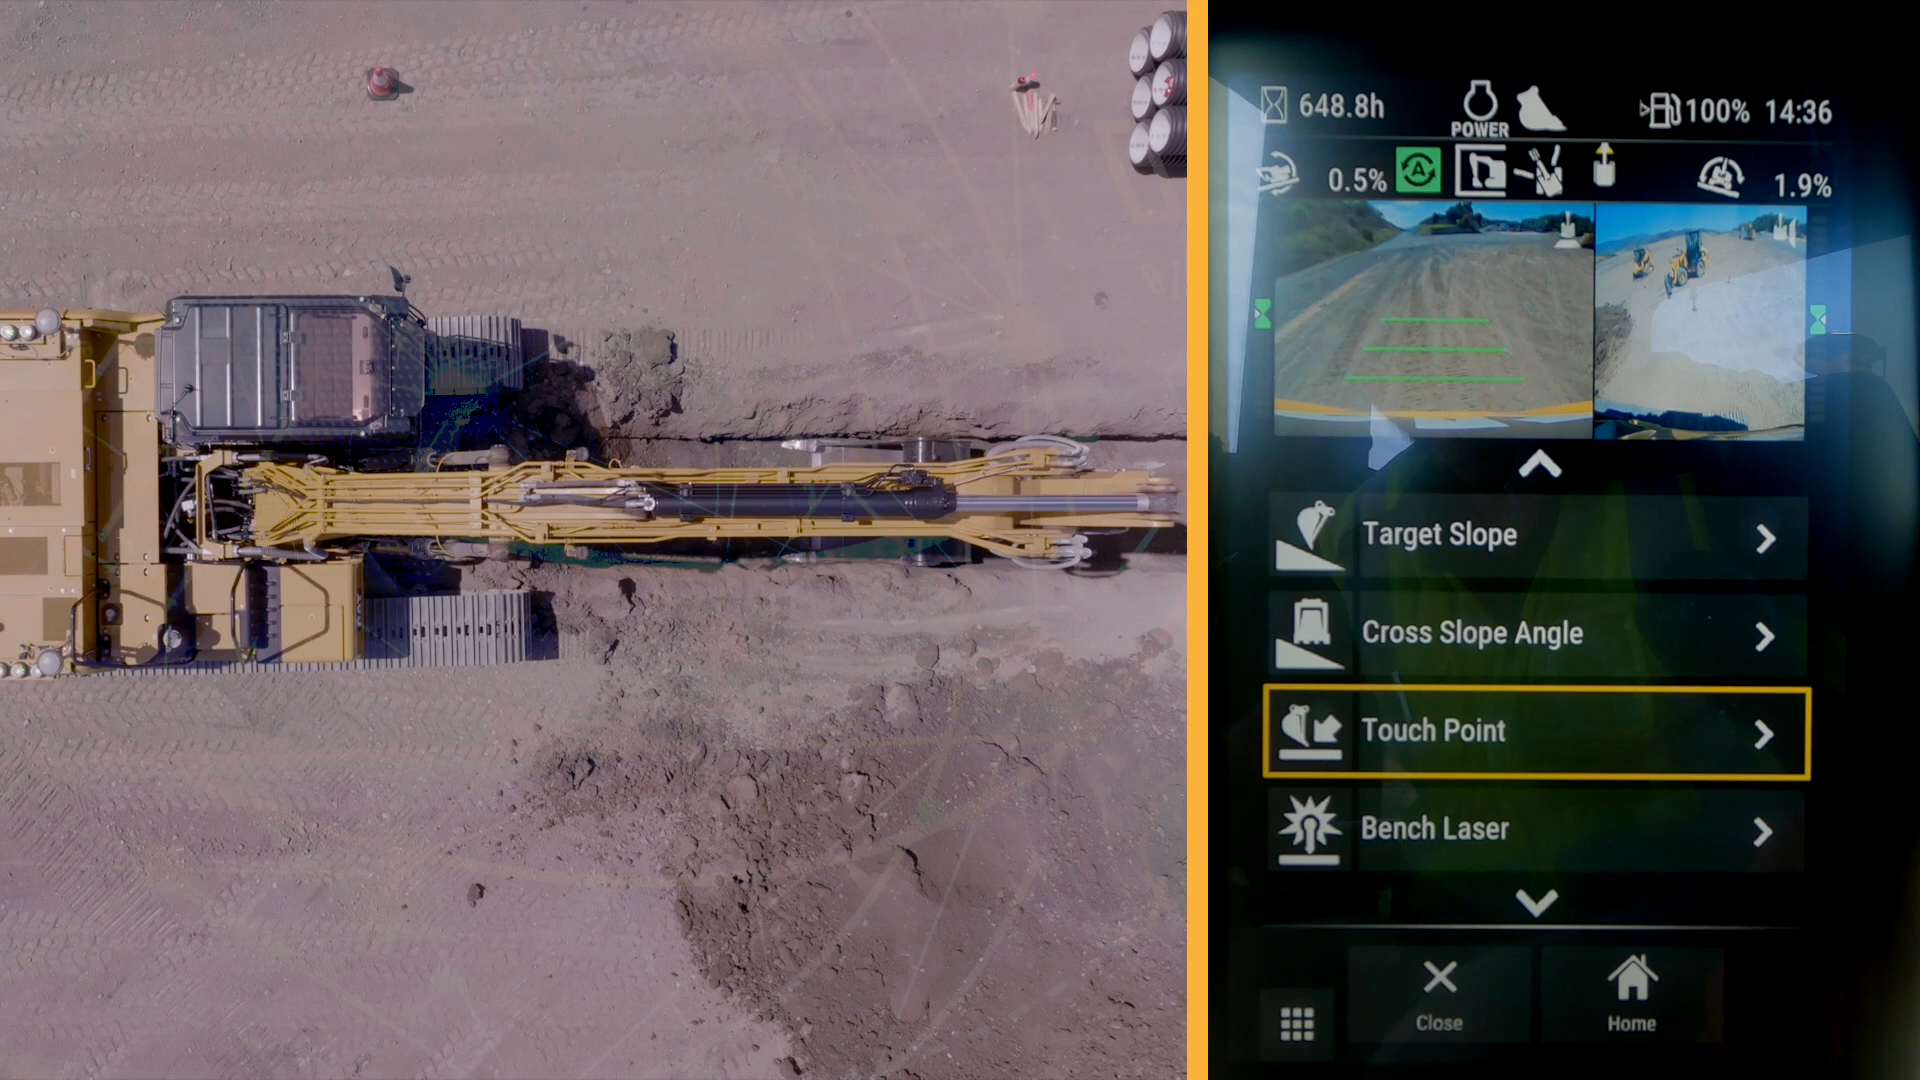 648.8h
POWER
100% 14:36
0.5%
A
1.9%
Target Slope
Cross Slope Angle
Touch Point
Bench Laser
Close
Home